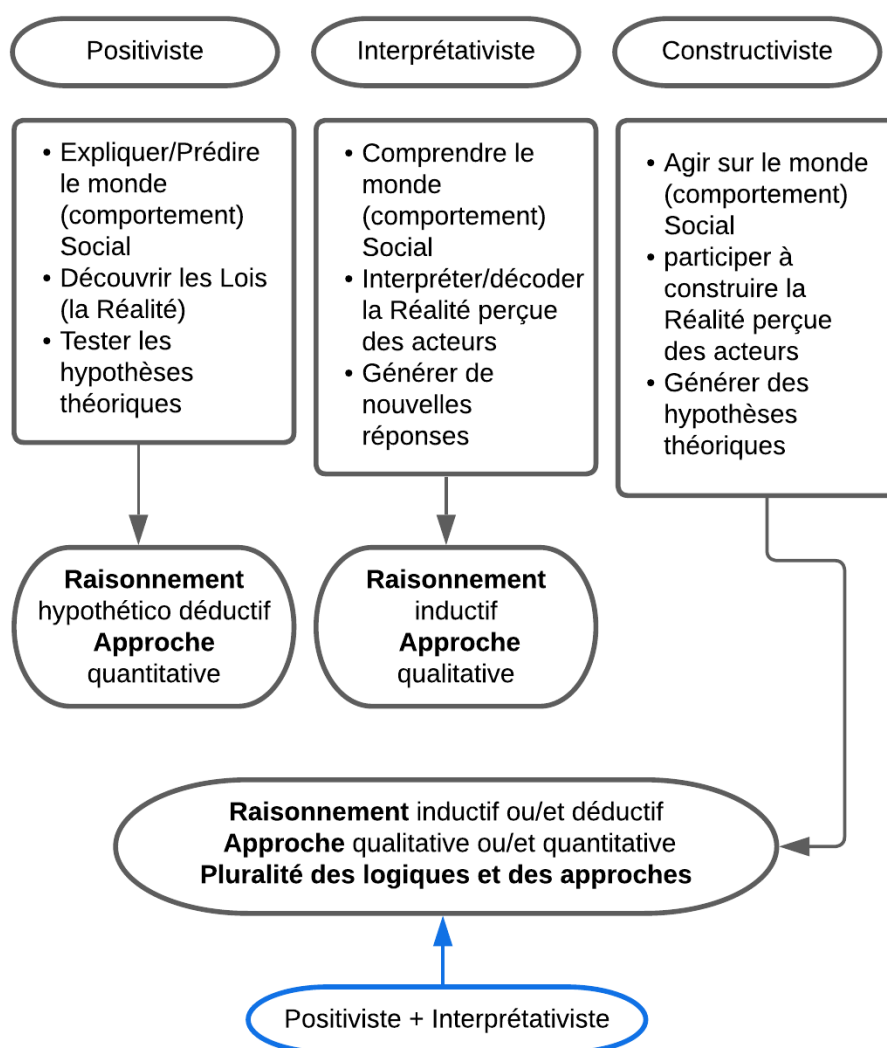 Positiviste
Interprétativiste
Constructiviste
• Expliquer/Prédire
le monde
(comportement)
Social
• Découvrir les Lois
(la Réalité)
• Tester les
hypothèses
théoriques
• Comprendre le
monde
(comportement)
Social
• Interpréter/décoder
la Réalité perçue
des acteurs
• Générer de
nouvelles
réponses
• Agir sur le monde
(comportement)
Social
• participer à
construire la
Réalité perçue
des acteurs
• Générer des
hypothèses
théoriques
Raisonnement
hypothético déductif
Approche
quantitative
Raisonnement
inductif
Approche
qualitative
Raisonnement inductif ou/et déductif
Approche qualitative ou/et quantitative
Pluralité des logiques et des approches
Positiviste + Interprétativiste